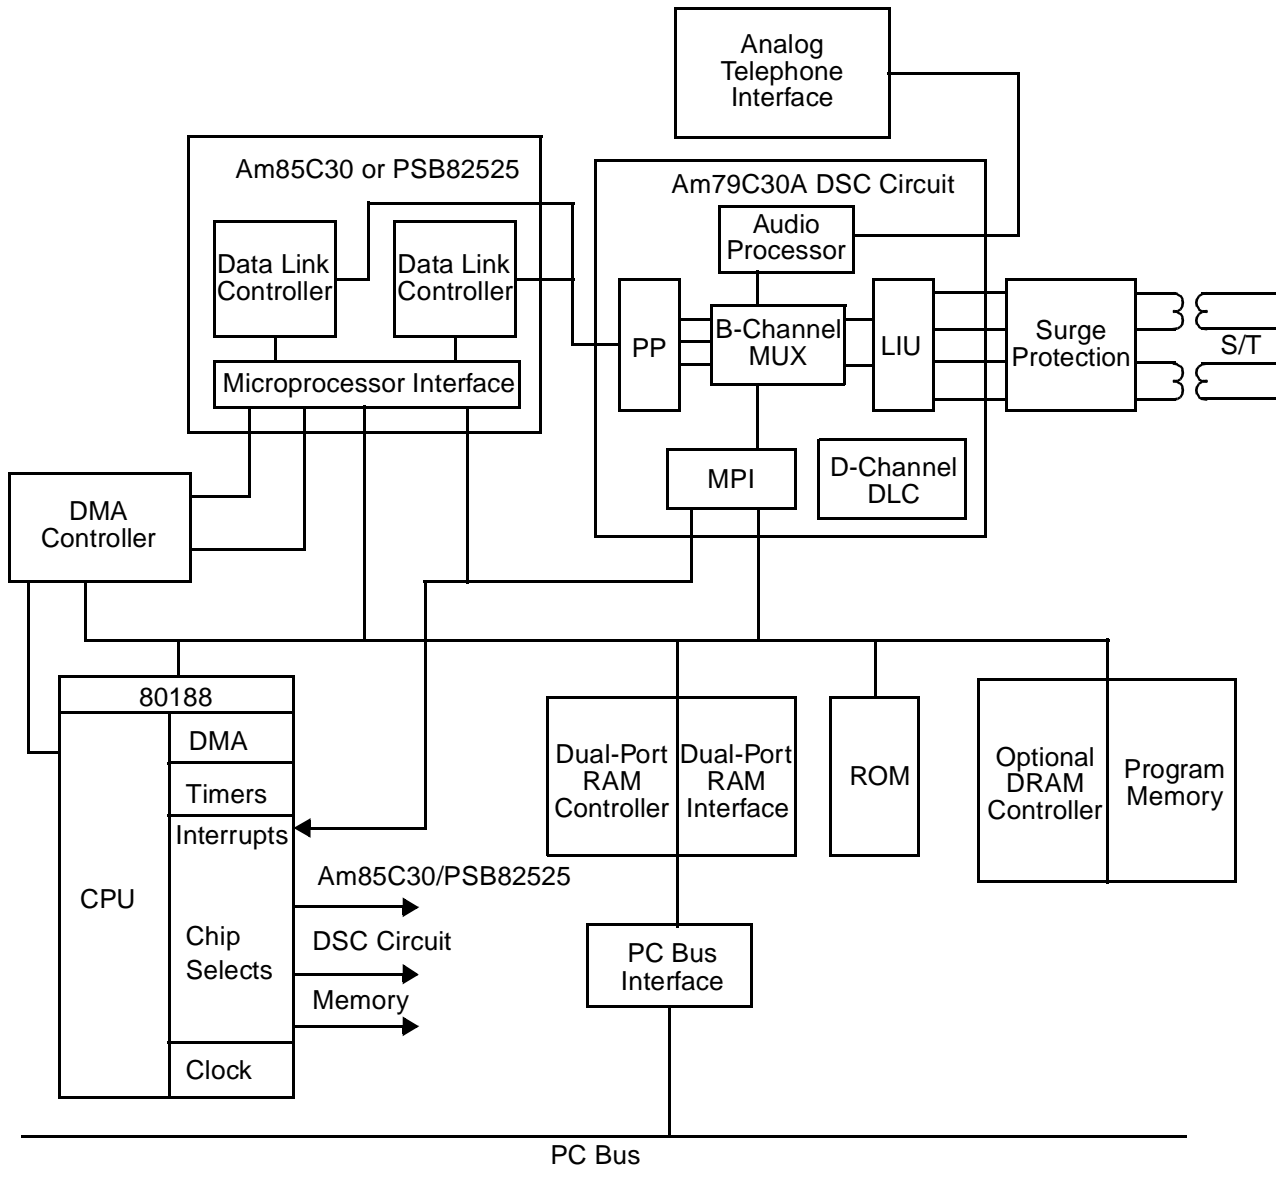 Analog
Telephone
Interface
Am85C30 or PSB82525
Am79C30A DSC Circuit
Audio
Processor
Data Link
Controller
Data Link
Controller
PP
B-Channel
MUX
LIU
Surge
Protection
S/T
Microprocessor Interface
MPI
D-Channel
DLC
DMA
Controller
80188
DMA
Timers
Interrupts
CPU
Chip
Selects
Clock
Am85C30/PSB82525
DSC Circuit
Memory
Dual-Port
RAM
Controller
Dual-Port
RAM
Interface
ROM
Optional
DRAM
Controller
Program
Memory
PC Bus
Interface
PC Bus